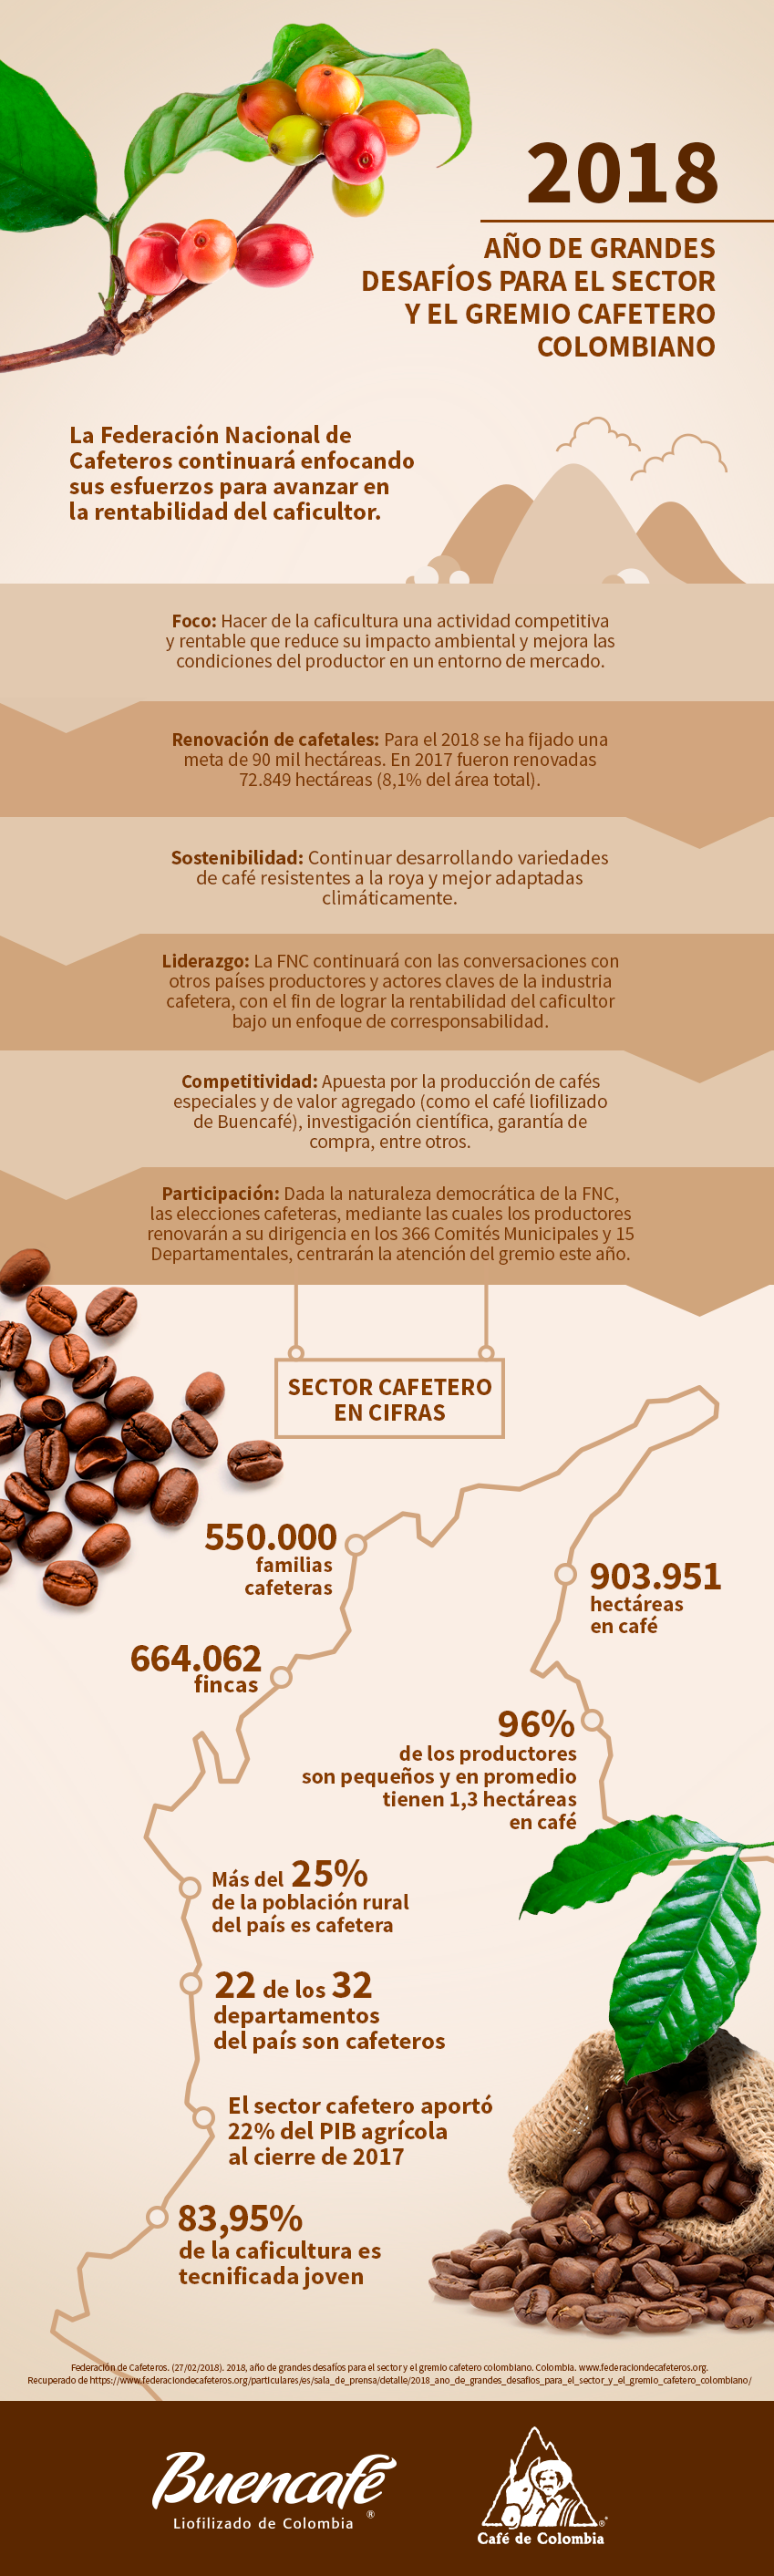 2018
AÑO DE GRANDES
DESAFÍOS PARA EL SECTOR
Y EL GREMIO CAFETERO
COLOMBIANO
La Federación Nacional de
Cafeteros continuará enfocando
sus esfuerzos para avanzar en
la rentabilidad del caficultor.
Foco: Hacer de la caficultura una actividad competitiva
y rentable que reduce su impacto ambiental y mejora las
condiciones del productor en un entorno de mercado.
Renovación de cafetales: Para el 2018 se ha fijado una
meta de 90 mil hectáreas. En 2017 fueron renovadas
72.849 hectáreas (8,1% del área total).
Sostenibilidad: Continuar desarrollando variedades
de café resistentes a la roya y mejor adaptadas
climáticamente.
Liderazgo: La FNC continuará con las conversaciones con
otros países productores y actores claves de la industria
cafetera, con el fin de lograr la rentabilidad del caficultor
bajo un enfoque de corresponsabilidad.
Competitividad: Apuesta por la producción de cafés
especiales y de valor agregado (como el café liofilizado
de Buencafé), investigación científica, garantía de
compra, entre otros.
Participación: Dada la naturaleza democrática de la FNC,
las elecciones cafeteras, mediante las cuales los productores
renovarán a su dirigencia en los 366 Comités Municipales y 15
Departamentales, centrarán la atención del gremio este año.
SECTOR CAFETERO
EN CIFRAS
550.000
familias
cafeteras
903.951
hectáreas
en café
664.062
fincas
96%
de los productores
son pequeños y en promedio
tienen 1,3 hectáreas
en café
Más del 25%
de la población rural
del país es cafetera
22 de los 32
departamentos
del país son cafeteros
El sector cafetero aportó
22% del PIB agrícola
al cierre de 2017
83,95%
de la caficultura es
tecnificada joven
Federación de Cafeteros. (27/02/2018). 2018, año de grandes desafíos para el sector y el gremio cafetero colombiano. Colombia. www.federaciondecafeteros.org.
Recuperado de https://www.federaciondecafeteros.org/particulares/es/sala_de_prensa/detalle/2018_ano_de_grandes_desafios_para_el_sector_y_el_gremio_cafetero_colombiano/
Buencafé
Liofilizado de Colombia ®
®
Café de Colombia